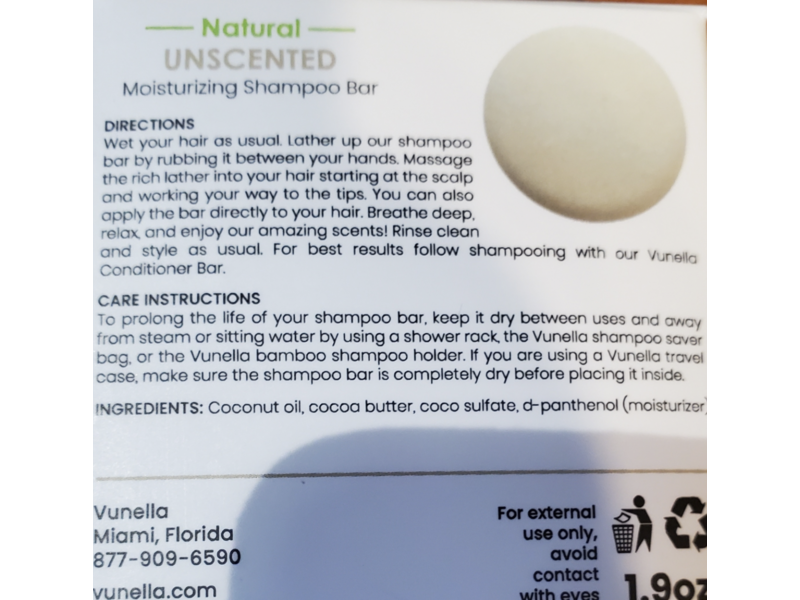 Natural
UNSCENTED
Moisturizing Shampoo Bar
DIRECTIONS
Wet your hair as usual. Lather up our shampoo
bar by rubbing it between your hands. Massage
the rich lather into your hair starting at the scalp
and working your way to the tips. You can also
apply the bar directly to your hair. Breathe deep,
relax, and enjoy our amazing scents! Rinse clean
and style as usual. For best results follow shampooing with our Vunella
Conditioner Bar.
CARE INSTRUCTIONS
To prolong the life of your shampoo bar, keep it dry between uses and away
from steam or sitting water by using a shower rack, the Vunella shampoo saver
bag, or the Vunella bamboo shampoo holder. If you are using a Vunella travel
case, make sure the shampoo bar is completely dry before placing it inside.
INGREDIENTS: Coconut oil, cocoa butter, coco sulfate, d-panthenol (moisturizer)
Vunella
Miami, Florida
877-909-6590
vunella.com
For external
use only,
avoid
contact
with eyes
1.9oz